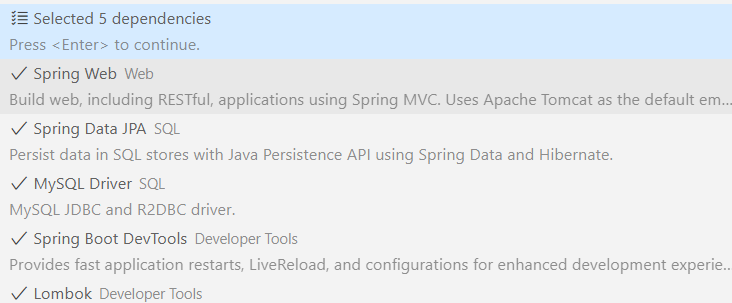 Selected 5 dependencies
Press <Enter> to continue.
Spring Web Web
Build web, including RESTful, applications using Spring MVC. Uses Apache Tomcat as the default em...
Spring Data JPA SQL
Persist data in SQL stores with Java Persistence API using Spring Data and Hibernate.
MySQL Driver SQL
MySQL JDBC and R2DBC driver.
Spring Boot DevTools Developer Tools
Provides fast application restarts, LiveReload, and configurations for enhanced development experie...
Lombok Developer Tools